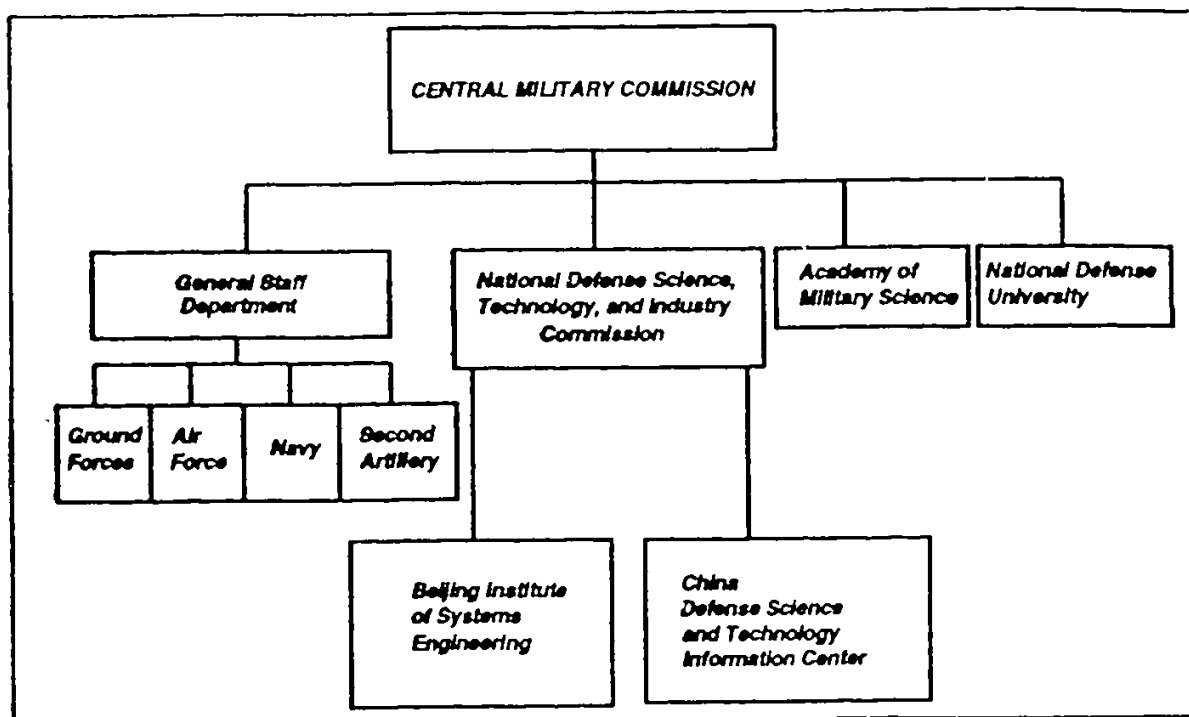 CENTRAL MILITARY COMMISSION
General Staff
Department
National Defense Science,
Technology, and Industry
Commission
Academy of
Military Science
National Defense
University
Ground
Forces
Air
Force
Navy
Second
Artillery
Beijing Institute
of Systems
Engineering
China
Defense Science
and Technology
Information Center